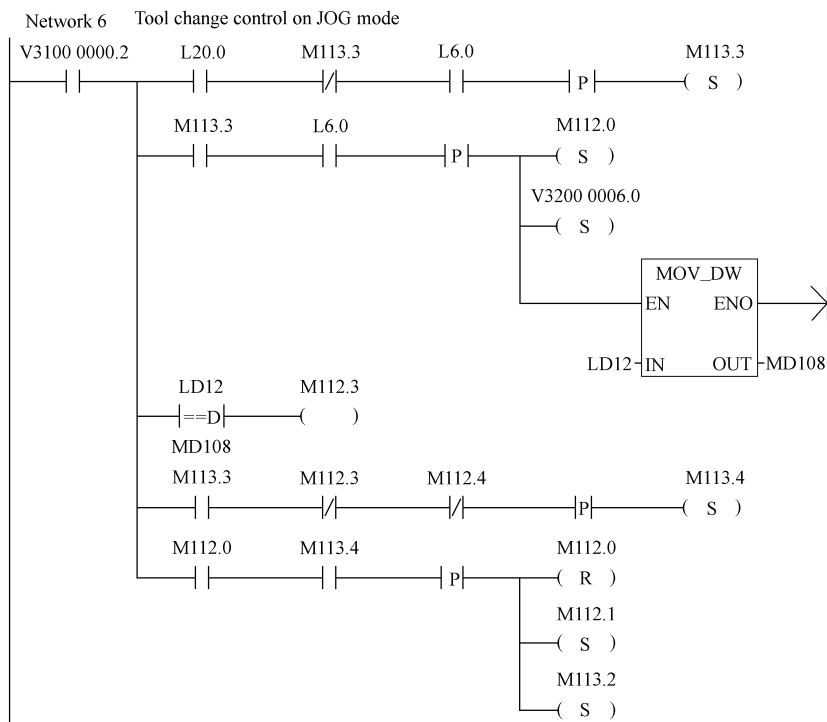 Network 6 Tool change control on JOG mode
V3100 0000.2 L20.0 M113.3 L6.0 M113.3
P ( S )
M113.3 L6.0 M112.0
P ( S )
V3200 0006.0
( S )
MOV_DW
EN ENO
LD12 IN OUT MD108
LD12 M112.3
==D ( )
MD108
M113.3 M112.3 M112.4 M113.4
P ( S )
M112.0 M113.4 M112.0
P ( R )
M112.1
( S )
M113.2
( S )